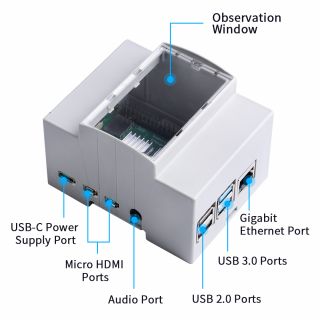 Observation
Window
USB-C Power
Supply Port
Micro HDMI
Ports
Audio Port
Gigabit
Ethernet Port
USB 3.0 Ports
USB 2.0 Ports